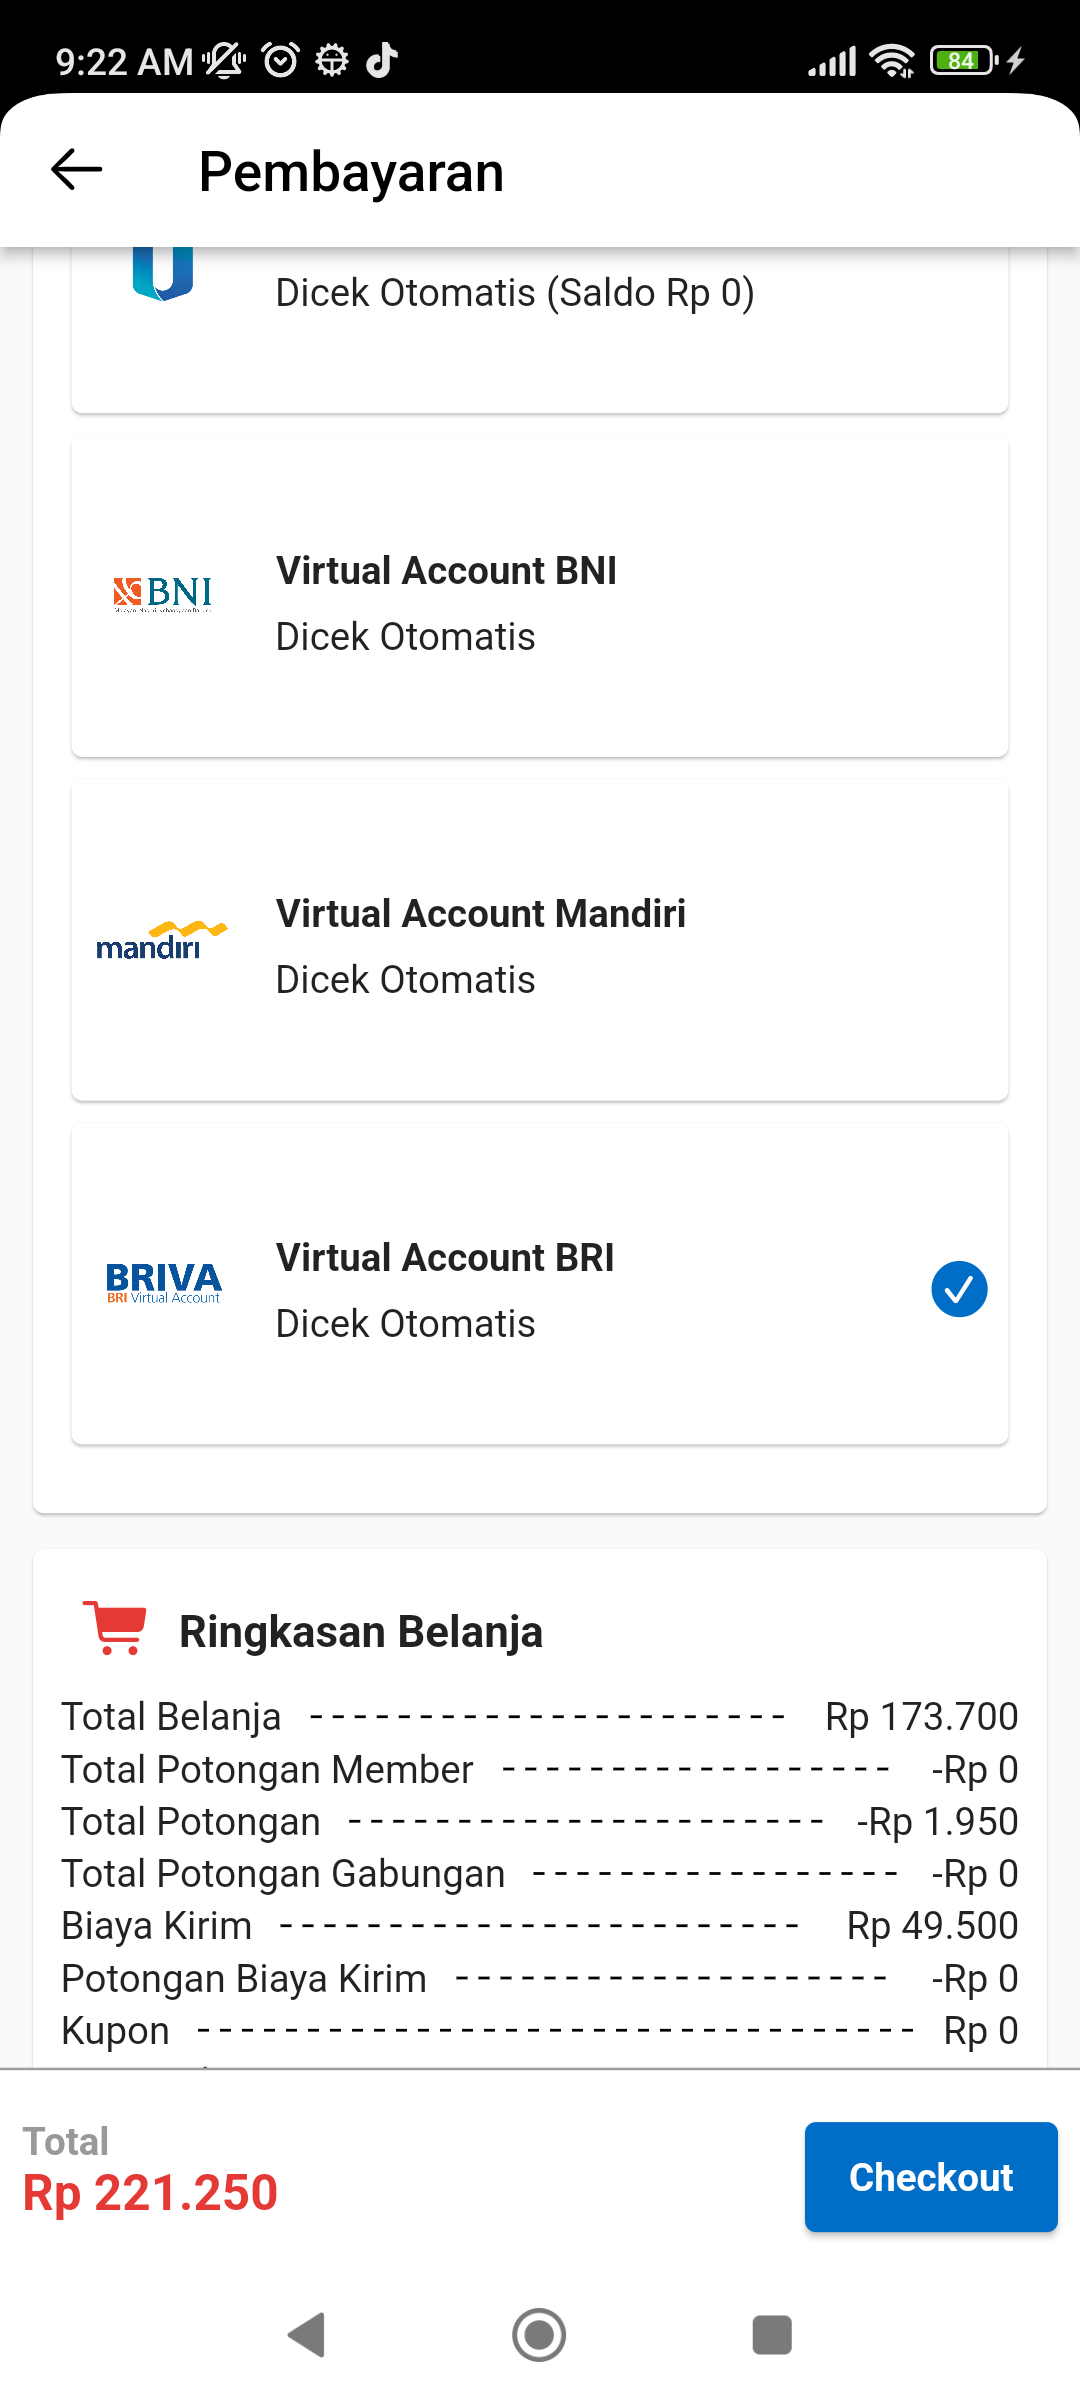 9:22 AM
84
Pembayaran
Dicek Otomatis (Saldo Rp 0)
BNI
Virtual Account BNI
Dicek Otomatis
mandiri
Virtual Account Mandiri
Dicek Otomatis
BRIVA
BRI Virtual Account
Virtual Account BRI
Dicek Otomatis
Ringkasan Belanja
Total Belanja Rp 173.700
Total Potongan Member -Rp 0
Total Potongan -Rp 1.950
Total Potongan Gabungan -Rp 0
Biaya Kirim Rp 49.500
Potongan Biaya Kirim -Rp 0
Kupon Rp 0
Total
Rp 221.250
Checkout